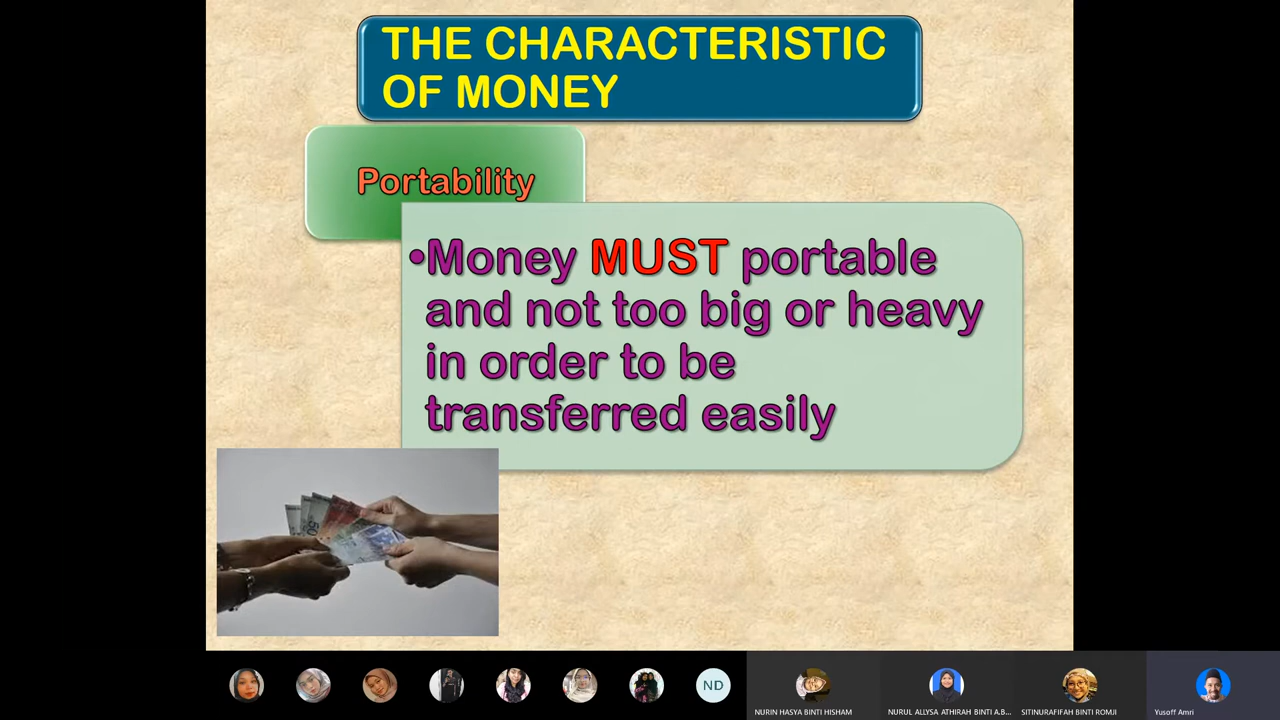 THE CHARACTERISTIC
OF MONEY
Portability
•Money MUST portable
and not too big or heavy
in order to be
transferred easily
50
ND
NURIN HASYA BINTI HISHAM
NURUL ALLYSA ATHIRAH BINTI A.B...
SITINURAFIFAH BINTI ROMJI
Yusoff Amri